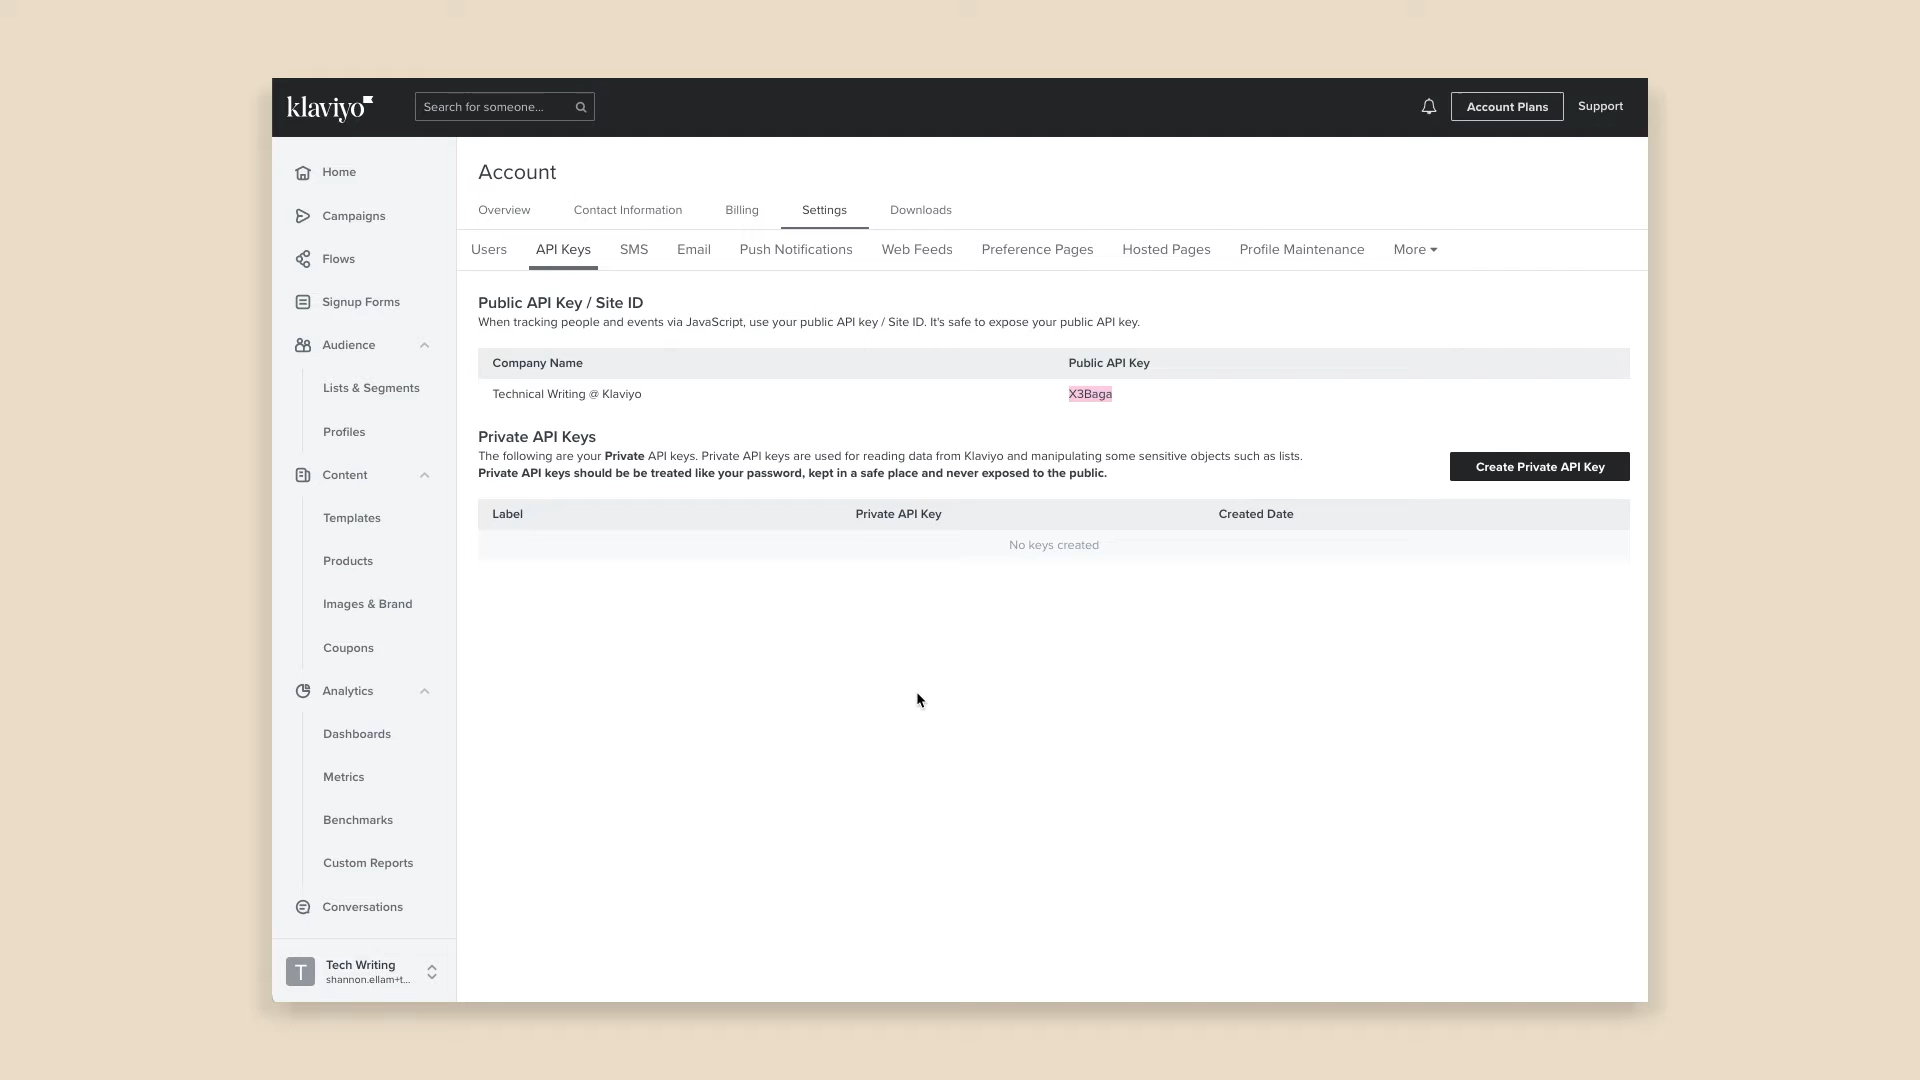 klaviyo
Search for someone...
Account Plans
Support
Home
Campaigns
Flows
Signup Forms
Audience
Lists & Segments
Profiles
Content
Templates
Products
Images & Brand
Coupons
Analytics
Dashboards
Metrics
Benchmarks
Custom Reports
Conversations
T
Tech Writing
shannon.ellam+t...
Account
Overview
Contact Information
Billing
Settings
Downloads
Users
API Keys
SMS
Email
Push Notifications
Web Feeds
Preference Pages
Hosted Pages
Profile Maintenance
More
Public API Key / Site ID
When tracking people and events via JavaScript, use your public API key / Site ID. It's safe to expose your public API key.
Company Name
Public API Key
Technical Writing @ Klaviyo
X3Baga
Private API Keys
The following are your Private API keys. Private API keys are used for reading data from Klaviyo and manipulating some sensitive objects such as lists.
Private API keys should be be treated like your password, kept in a safe place and never exposed to the public.
Create Private API Key
Label
Private API Key
Created Date
No keys created